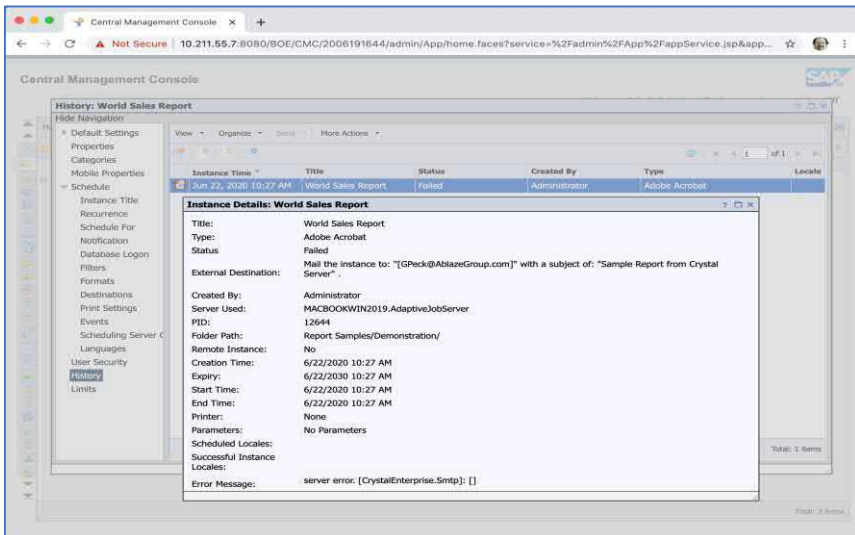 Central Management Console
Not Secure | 10.211.55.7:8080/BOE/CMC/2006191644/admin/App/home.faces?service=%2Fadmin%2FApp%2FappService.jsp&app...
Central Management Console
SAP
History: World Sales Report
Hide Navigation
Default Settings
Properties
Categories
Mobile Properties
Schedule
Instance Title
Recurrence
Schedule For
Notification
Database Logon
Filters
Formats
Destinations
Print Settings
Events
Scheduling Server
Languages
User Security
History
Limits
View Organize Send More Actions
1 of 1
Instance Time Title Status Created By Type Locale
Jun 22, 2020 10:27 AM World Sales Report Failed Administrator Adobe Acrobat
Instance Details: World Sales Report
Title: World Sales Report
Type: Adobe Acrobat
Status Failed
External Destination: Mail the instance to: "[GPeck@AblazeGroup.com]" with a subject of: "Sample Report from Crystal
Server" .
Created By: Administrator
Server Used: MACBOOKWIN2019.AdaptiveJobServer
PID: 12644
Folder Path: Report Samples/Demonstration/
Remote Instance: No
Creation Time: 6/22/2020 10:27 AM
Expiry: 6/22/2030 10:27 AM
Start Time: 6/22/2020 10:27 AM
End Time: 6/22/2020 10:27 AM
Printer: None
Parameters: No Parameters
Scheduled Locales:
Successful Instance
Locales:
Error Message: server error. [CrystalEnterprise.Smtp]: []
Total: 1 items
Total: 3 items